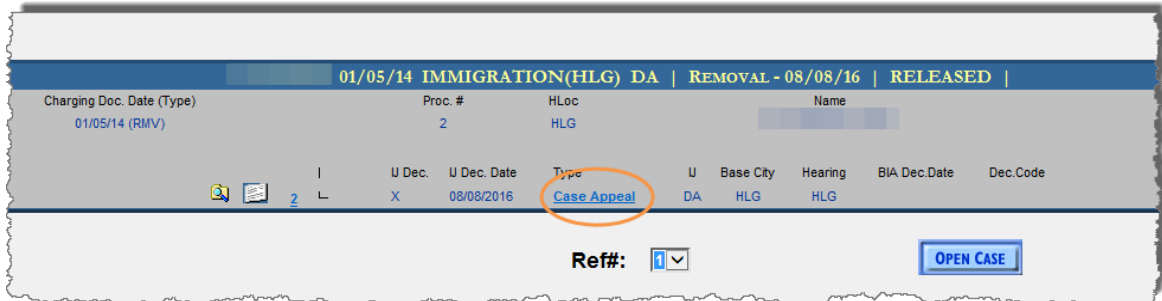 01/05/14 IMMIGRATION(HLG) DA | REMOVAL - 08/08/16 | RELEASED |
Charging Doc. Date (Type) Proc. # HLoc Name
01/05/14 (RMV) 2 HLG
| IJ Dec. IJ Dec. Date Type IJ Base City Hearing BIA Dec.Date Dec.Code
2 X 08/08/2016 Case Appeal DA HLG HLG
Ref#: 1 OPEN CASE